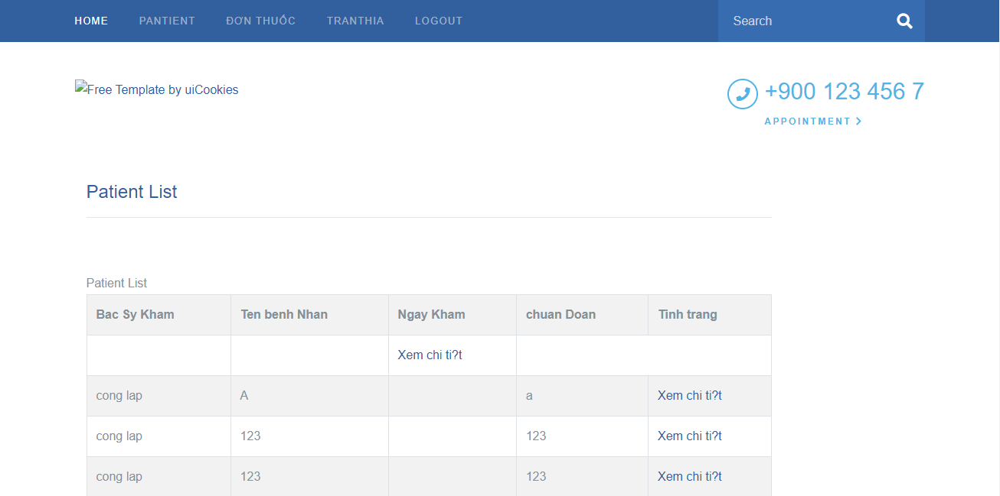 HOME PANTIENT ĐƠN THUỐC TRANTHIA LOGOUT Search
Free Template by uiCookies
+900 123 456 7
APPOINTMENT
Patient List
Patient List
Bac Sy Kham Ten benh Nhan Ngay Kham chuan Doan Tinh trang
Xem chi ti?t
cong lap A a Xem chi ti?t
cong lap 123 123 Xem chi ti?t
cong lap 123 123 Xem chi ti?t